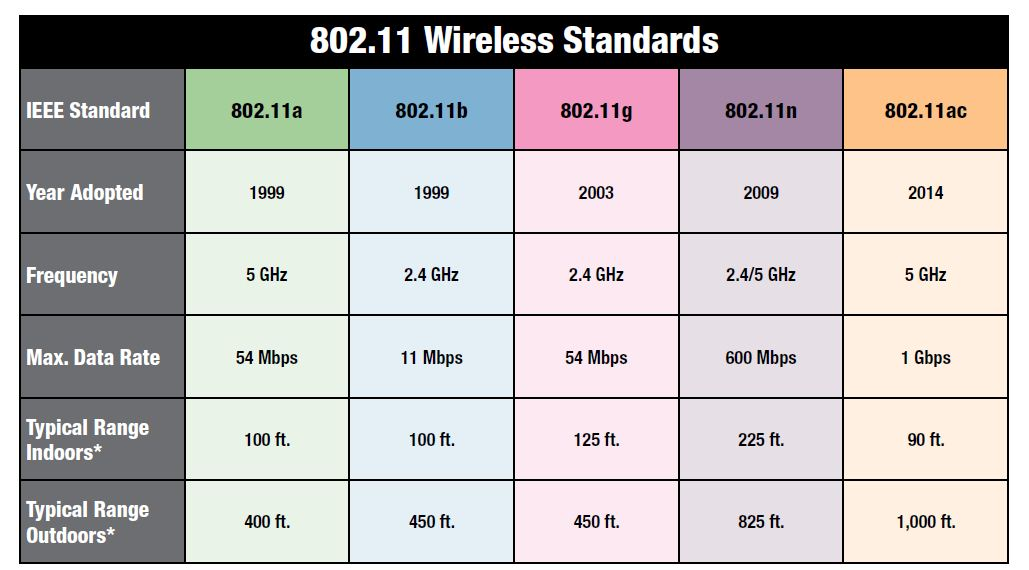 802.11 Wireless Standards
IEEE Standard 802.11a 802.11b 802.11g 802.11n 802.11ac
Year Adopted 1999 1999 2003 2009 2014
Frequency 5 GHz 2.4 GHz 2.4 GHz 2.4/5 GHz 5 GHz
Max. Data Rate 54 Mbps 11 Mbps 54 Mbps 600 Mbps 1 Gbps
Typical Range
Indoors* 100 ft. 100 ft. 125 ft. 225 ft. 90 ft.
Typical Range
Outdoors* 400 ft. 450 ft. 450 ft. 825 ft. 1,000 ft.